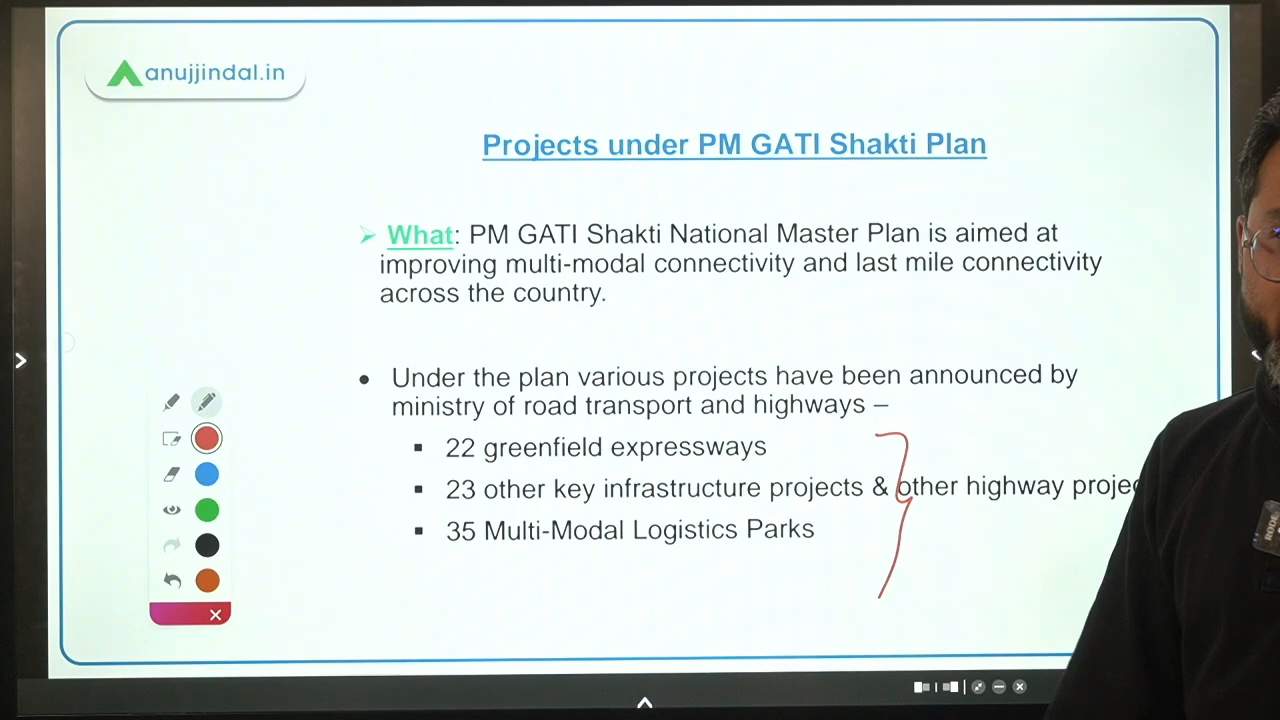 anujjindal.in
Projects under PM GATI Shakti Plan
What: PM GATI Shakti National Master Plan is aimed at
improving multi-modal connectivity and last mile connectivity
across the country.
Under the plan various projects have been announced by
ministry of road transport and highways –
22 greenfield expressways
23 other key infrastructure projects & other highway projec
35 Multi-Modal Logistics Parks
RODE